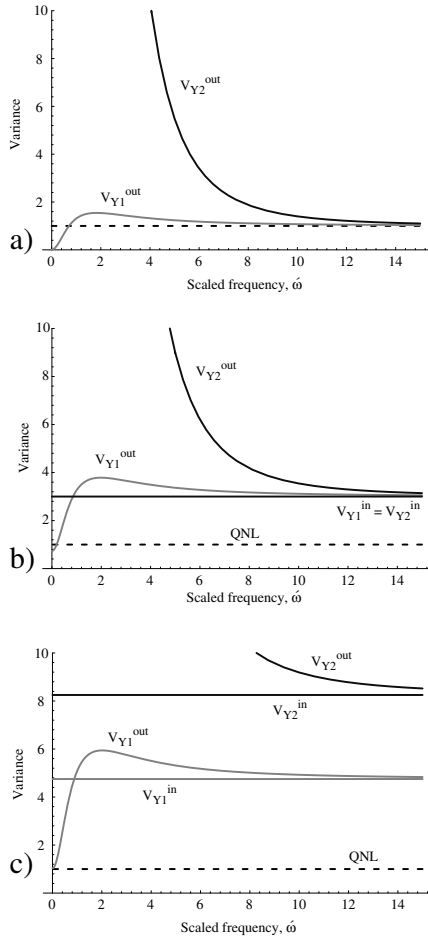 10
8
6
4
2
Variance
V_Y2^out
V_Y1^out
a)
0 2 4 6 8 10 12 14
Scaled frequency, ώ
10
8
6
4
2
Variance
V_Y2^out
V_Y1^out
V_Y1^in = V_Y2^in
QNL
b)
0 2 4 6 8 10 12 14
Scaled frequency, ώ
10
8
6
4
2
Variance
V_Y2^out
V_Y2^in
V_Y1^out
V_Y1^in
QNL
c)
0 2 4 6 8 10 12 14
Scaled frequency, ώ